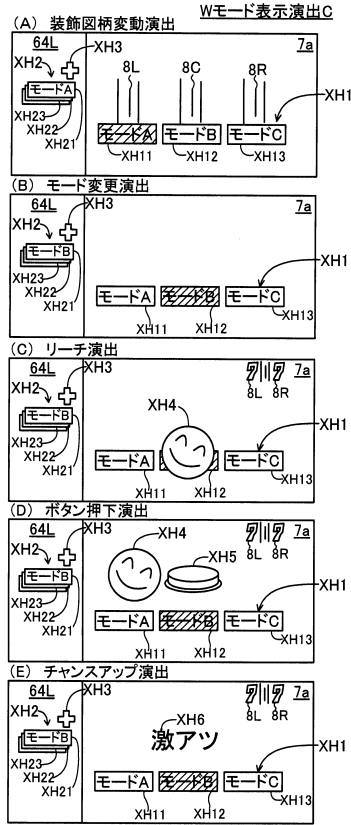 Wモード表示演出C
(A) 装飾図柄変動演出
64L XH3 7a
XH2 8L 8C 8R
モードA XH1
XH23 モードA モードB モードC
XH22 XH11 XH12 XH13
XH21
(B) モード変更演出
64L XH3 7a
XH2
モードB XH1
XH23
XH22 モードA モードB モードC
XH21 XH11 XH12 XH13
(C) リーチ演出
64L XH3 7 7 7a
XH2 XH4 8L 8R
モードB XH1
XH23
XH22 モードA モードC
XH21 XH11 XH12 XH13
(D) ボタン押下演出
64L XH3 XH4 7 7 7a
XH2 XH5 8L 8R
モードB XH1
XH23
XH22 モードA モードB モードC
XH21 XH11 XH12 XH13
(E) チャンスアップ演出
64L XH3 7 7 7a
XH2 XH6 8L 8R
モードB 激アツ XH1
XH23
XH22 モードA モードB モードC
XH21 XH11 XH12 XH13